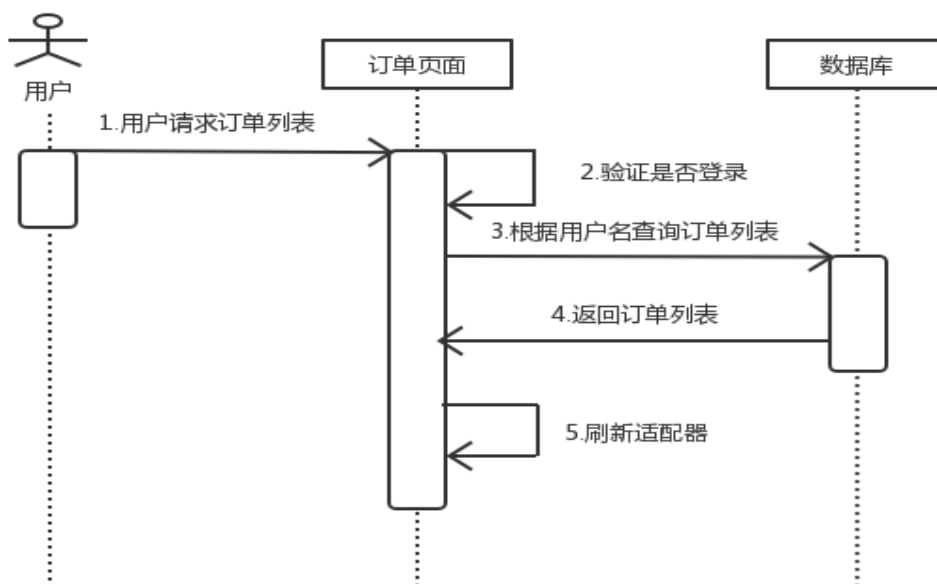 用户
订单页面
数据库
1.用户请求订单列表
2.验证是否登录
3.根据用户名查询订单列表
4.返回订单列表
5.刷新适配器